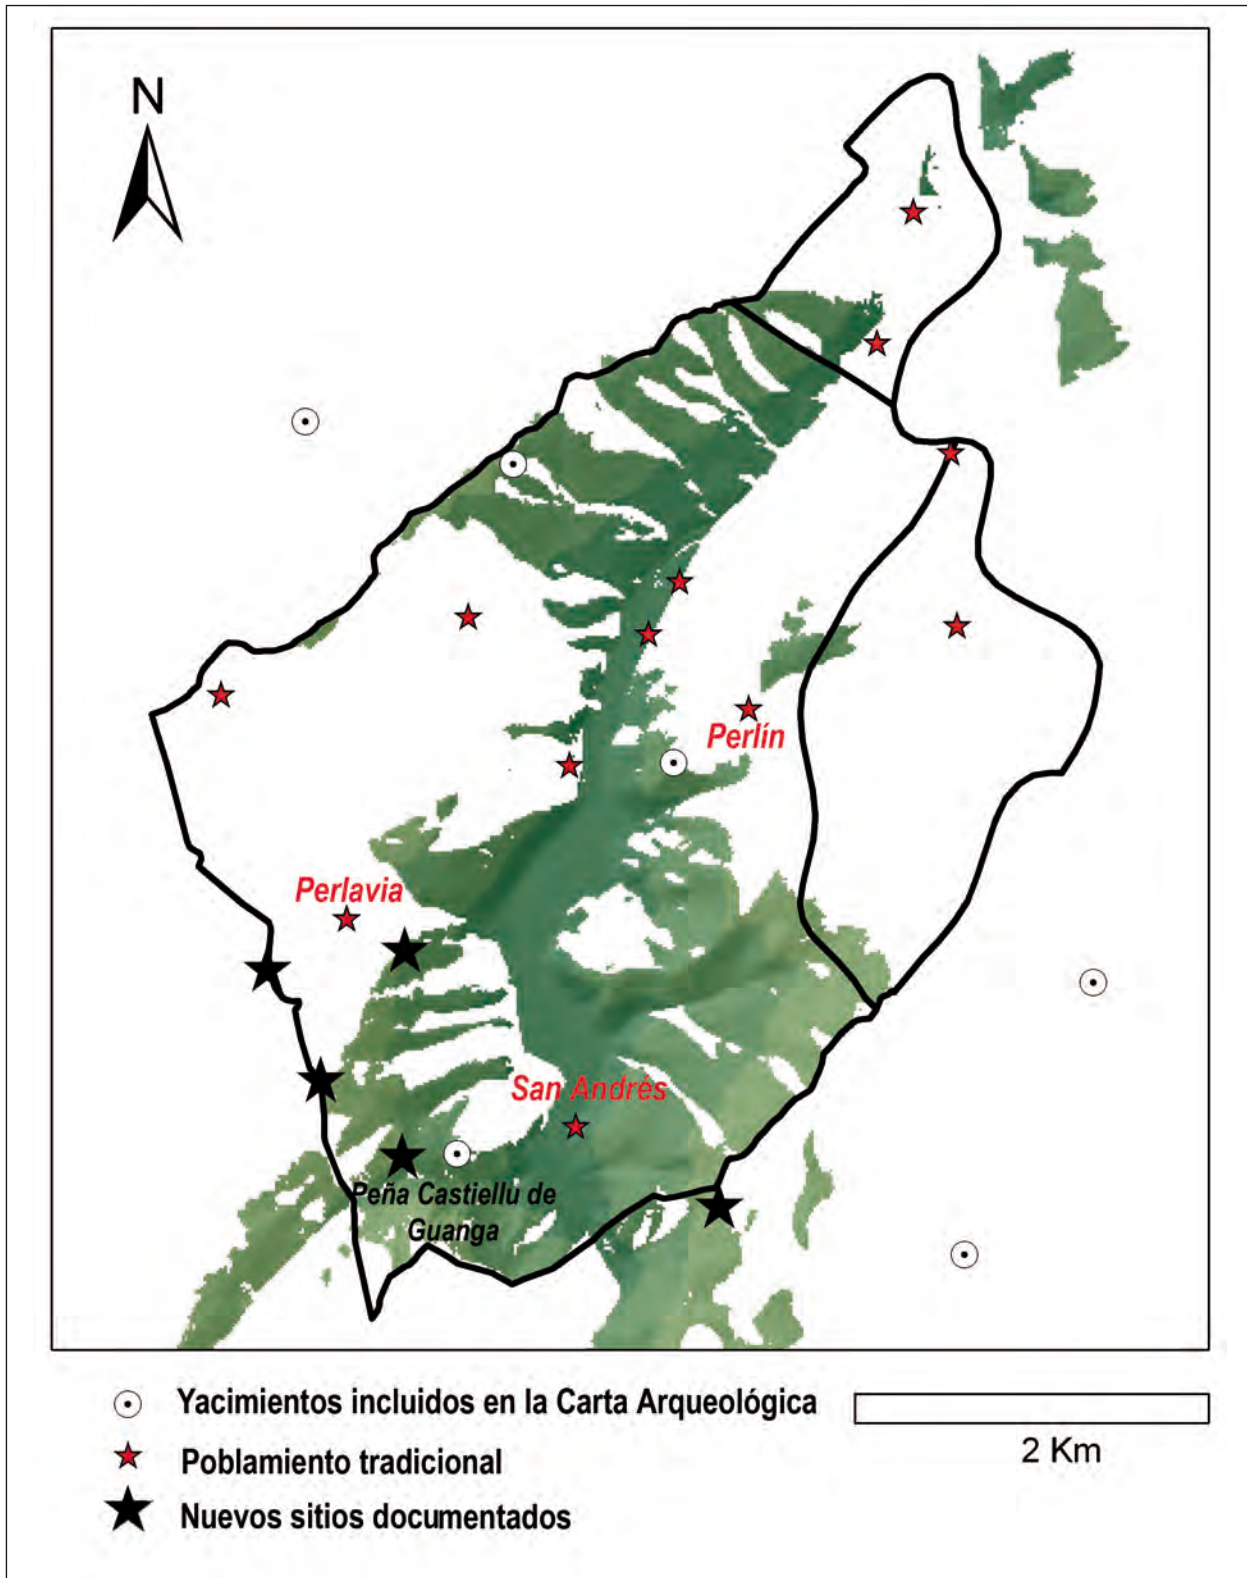 N
Perlín
Perlavia
San Andrés
Peña Castiellu de
Guanga
Yacimientos incluidos en la Carta Arqueológica
2 Km
Poblamiento tradicional
Nuevos sitios documentados